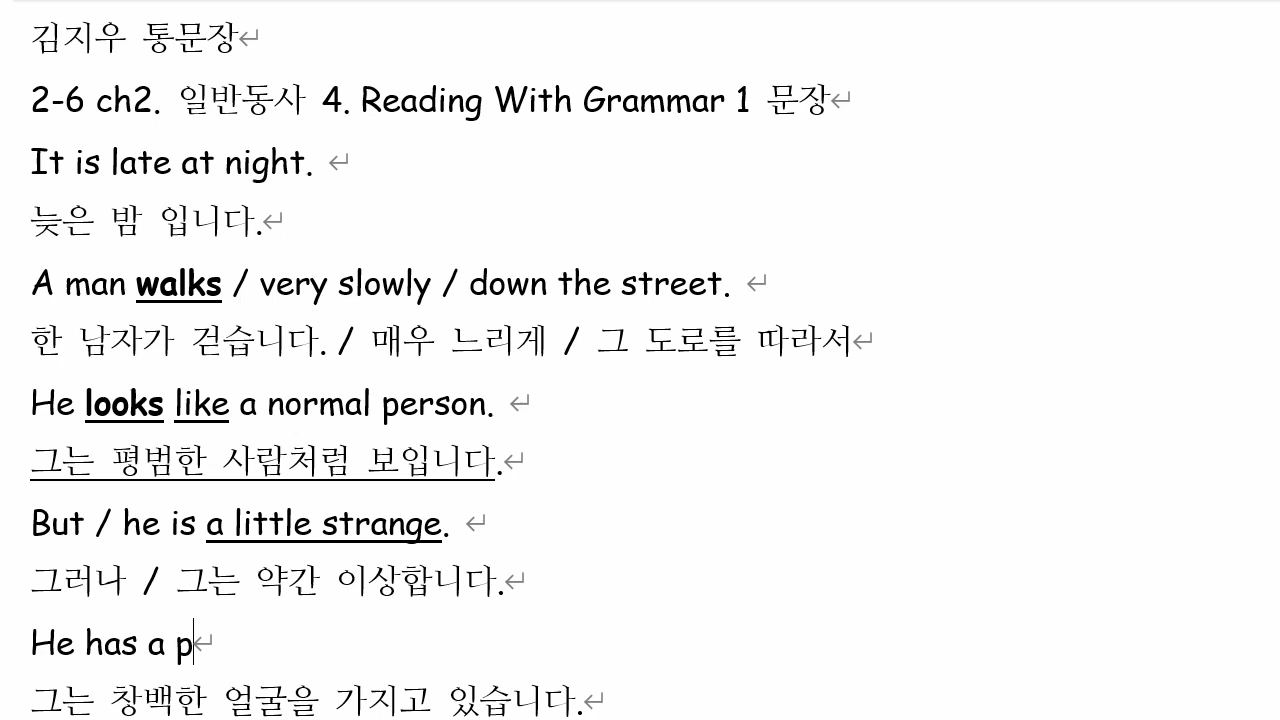 김지우 통문장
2-6 ch2. 일반동사 4. Reading With Grammar 1 문장
It is late at night.
늦은 밤 입니다.
A man walks / very slowly / down the street.
한 남자가 걷습니다. / 매우 느리게 / 그 도로를 따라서
He looks like a normal person.
그는 평범한 사람처럼 보입니다.
But / he is a little strange.
그러나 / 그는 약간 이상합니다.
He has a p
그는 창백한 얼굴을 가지고 있습니다.